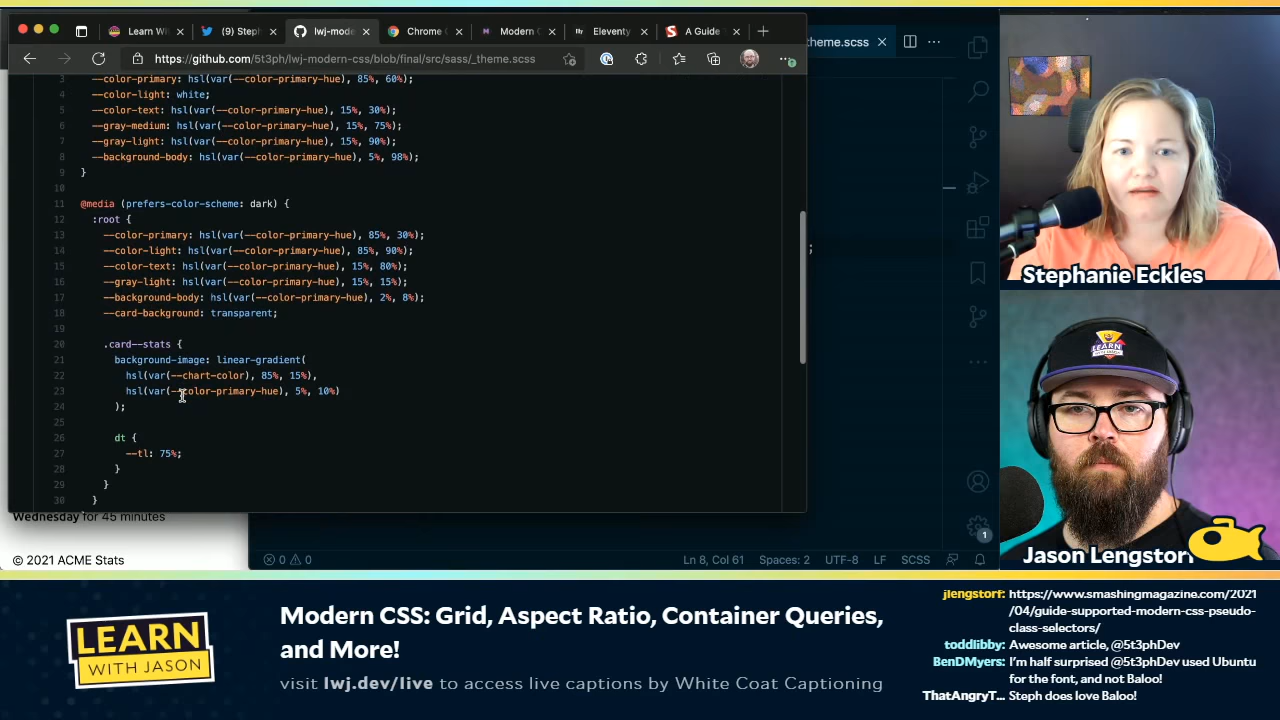 Learn Wi
(9) Steph
lwj-mode
Chrome
Modern C
Eleventy
A Guide
https://github.com/5t3ph/lwj-modern-css/blob/final/src/sass/_theme.scss
heme.scss
3 --color-primary: hsl(var(--color-primary-hue), 85%, 60%);
4 --color-light: white;
5 --color-text: hsl(var(--color-primary-hue), 15%, 30%);
6 --gray-medium: hsl(var(--color-primary-hue), 15%, 75%);
7 --gray-light: hsl(var(--color-primary-hue), 15%, 90%);
8 --background-body: hsl(var(--color-primary-hue), 5%, 98%);
9 }
10
11 @media (prefers-color-scheme: dark) {
12 :root {
13 --color-primary: hsl(var(--color-primary-hue), 85%, 30%);
14 --color-light: hsl(var(--color-primary-hue), 85%, 90%);
15 --color-text: hsl(var(--color-primary-hue), 15%, 80%);
16 --gray-light: hsl(var(--color-primary-hue), 15%, 15%);
17 --background-body: hsl(var(--color-primary-hue), 2%, 8%);
18 --card-background: transparent;
19
20 .card--stats {
21 background-image: linear-gradient(
22 hsl(var(--chart-color), 85%, 15%),
23 hsl(var(--color-primary-hue), 5%, 10%)
24 );
25
26 dt {
27 --tl: 75%;
28 }
29 }
30 }
;
Wednesday for 45 minutes
© 2021 ACME Stats
0 0
Ln 8, Col 61 Spaces: 2 UTF-8 LF SCSS
1
Stephanie Eckles
LEARN
Jason Lengstorf
LEARN
WITH JASON
Modern CSS: Grid, Aspect Ratio, Container Queries,
and More!
visit lwj.dev/live to access live captions by White Coat Captioning
jlengstorf: https://www.smashingmagazine.com/2021
/04/guide-supported-modern-css-pseudo-
class-selectors/
toddlibby: Awesome article, @5t3phDev
BenDMyers: I'm half surprised @5t3phDev used Ubuntu
for the font, and not Baloo!
ThatAngryT... Steph does love Baloo!